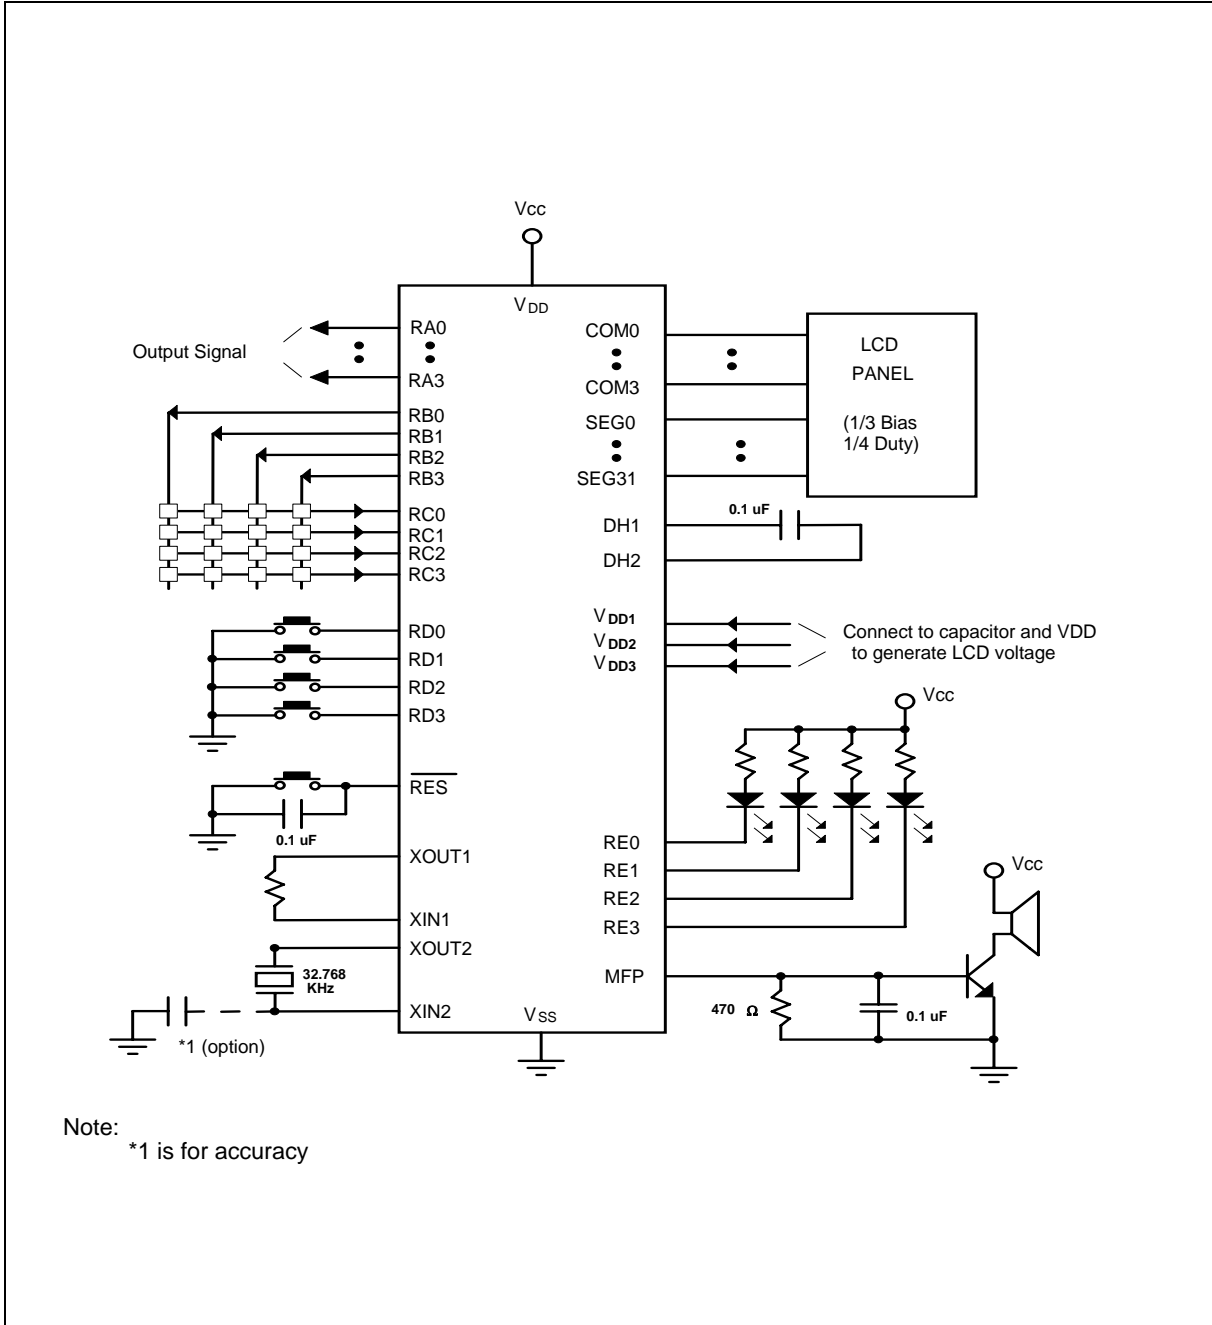 Vcc
VDD
Output Signal
RA0
RA3
RB0
RB1
RB2
RB3
RC0
RC1
RC2
RC3
RD0
RD1
RD2
RD3
RES
0.1 uF
XOUT1
XIN1
XOUT2
32.768
KHz
XIN2
*1 (option)
VSS
COM0
COM3
SEG0
SEG31
LCD
PANEL
(1/3 Bias
1/4 Duty)
DH1
0.1 uF
DH2
VDD1
VDD2
VDD3
Connect to capacitor and VDD
to generate LCD voltage
Vcc
RE0
RE1
RE2
RE3
Vcc
MFP
470 Ω
0.1 uF
Note:
*1 is for accuracy